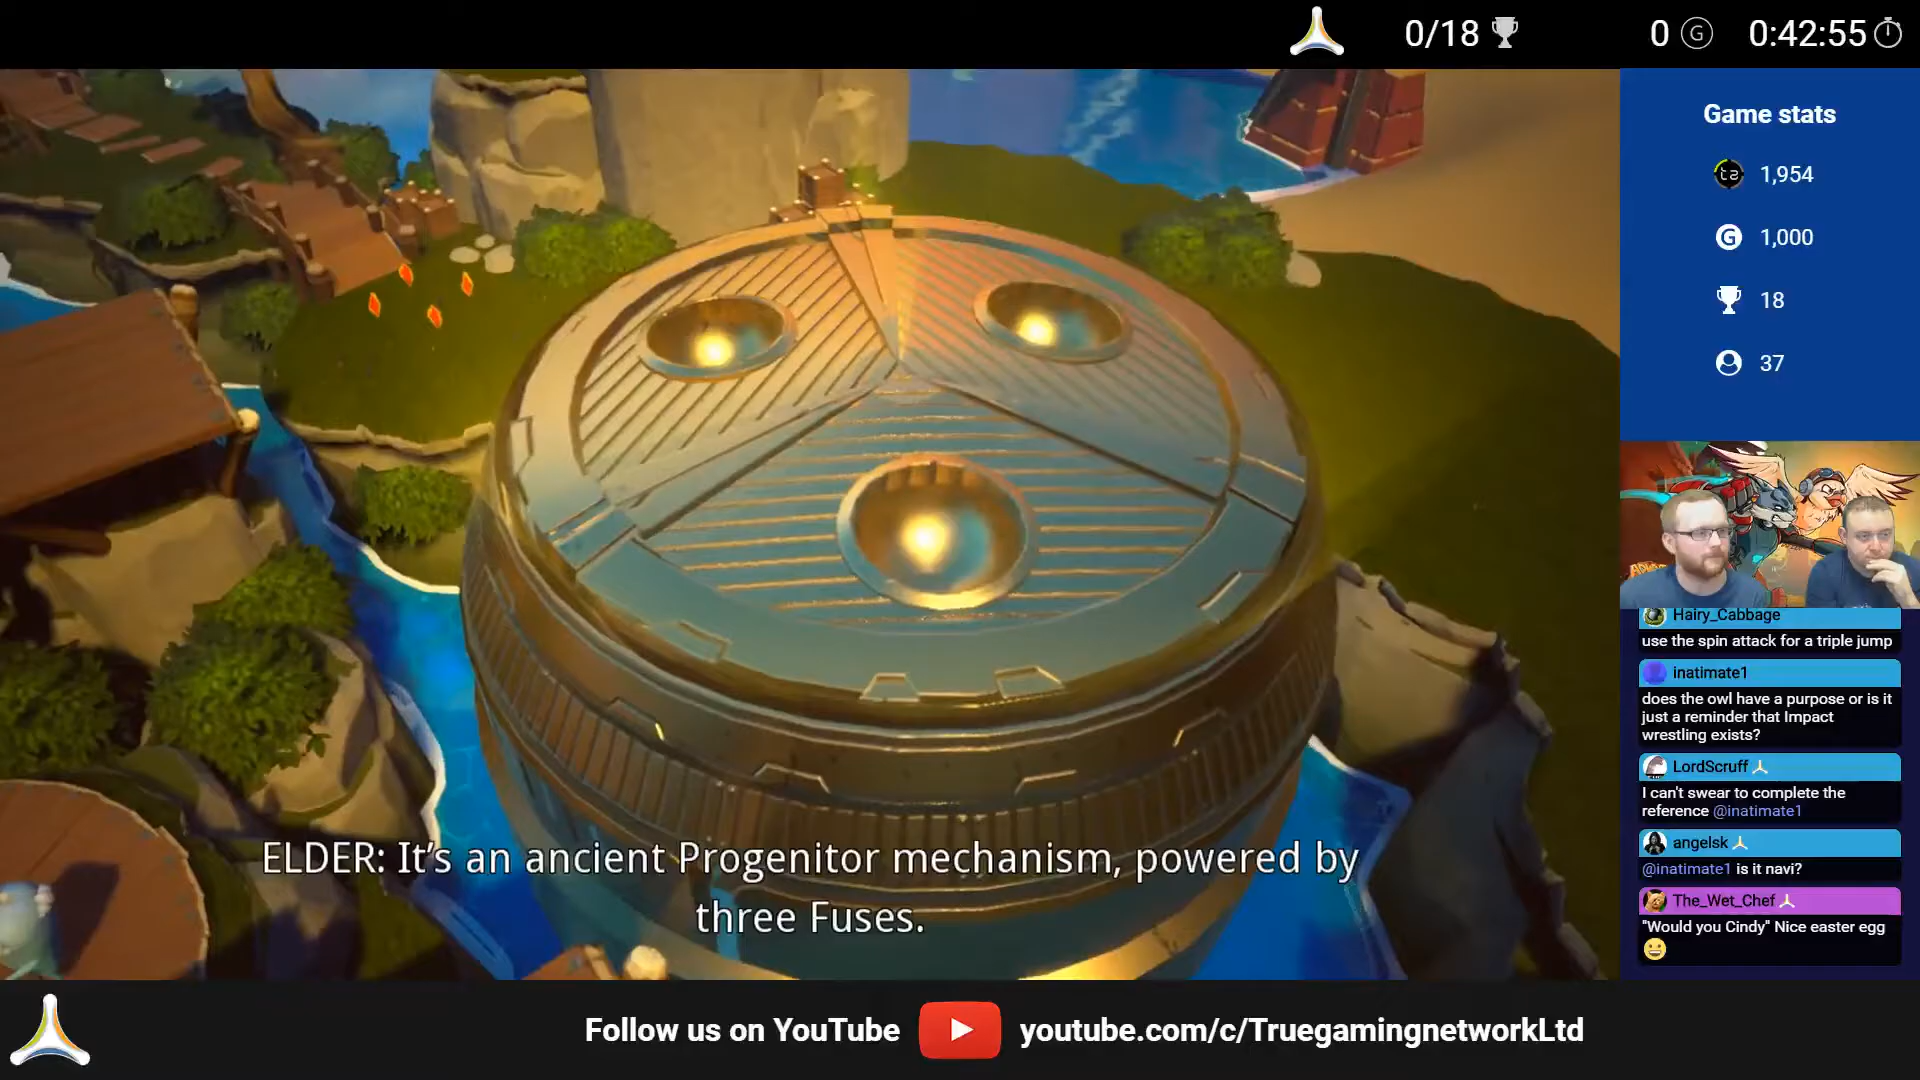 0/18
0 G
0:42:55
Game stats
ta 1,954
G 1,000
18
37
Hairy_Cabbage
use the spin attack for a triple jump
inatimate1
does the owl have a purpose or is it
just a reminder that Impact
wrestling exists?
LordScruff
I can't swear to complete the
reference @inatimate1
angelsk
@inatimate1 is it navi?
The_Wet_Chef
"Would you Cindy" Nice easter egg
ELDER: It's an ancient Progenitor mechanism, powered by
three Fuses.
Follow us on YouTube
youtube.com/c/TruegamingnetworkLtd